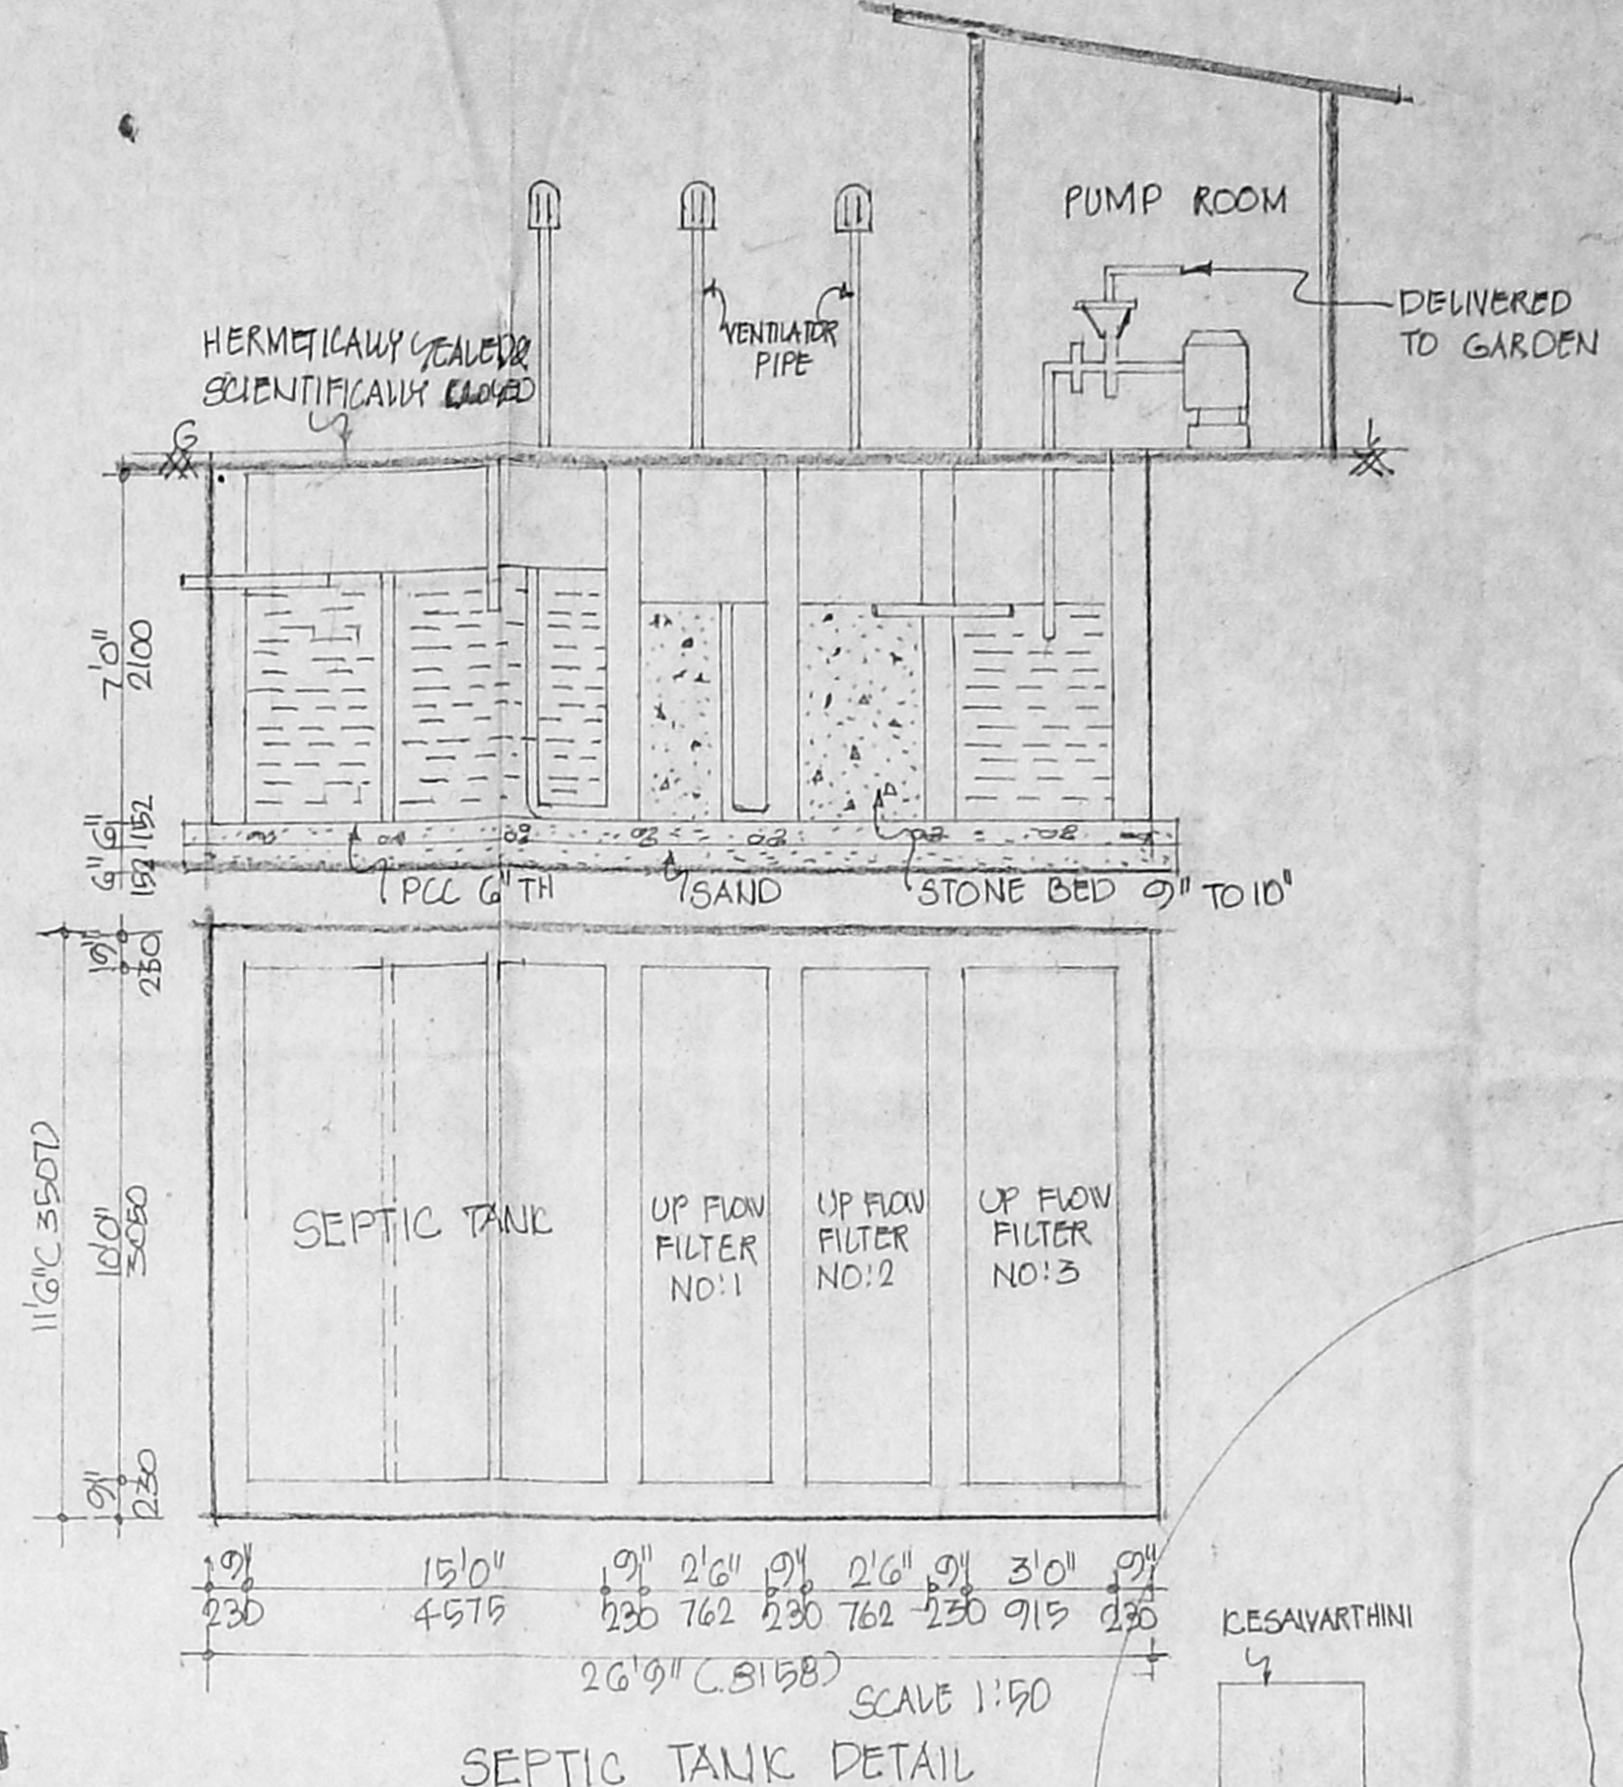 PUMP ROOM
DELIVERED
TO GARDEN
VENTILATOR
PIPE
HERMETICALLY SEALED &
SCIENTIFICALLY CLOSED
G
L
7'0"
2100
6"
152
6"
152
PCC 6" TH
SAND
STONE BED 9" TO 10"
9"
230
11'6"(3507)
10'0"
3050
9"
230
SEPTIC TANK
UP FLOW
FILTER
NO:1
UP FLOW
FILTER
NO:2
UP FLOW
FILTER
NO:3
9" 15'0" 9" 2'6" 9" 2'6" 9" 3'0" 9"
230 4575 230 762 230 762 230 915 230
26'9" (8158)
SCALE 1:50
SEPTIC TANK DETAIL
KESAIVARTHINI